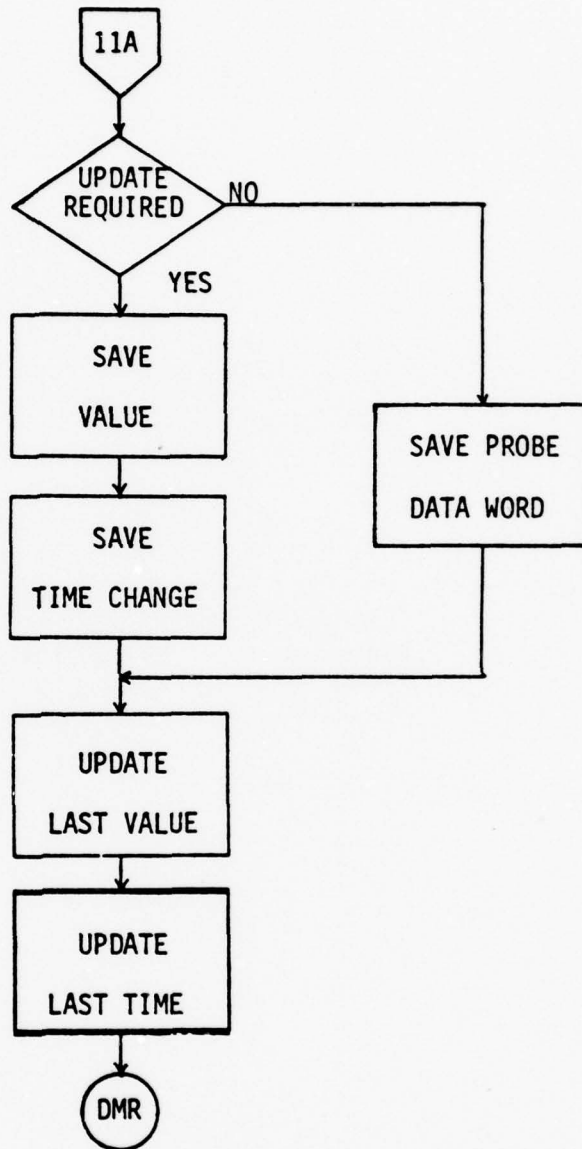 11A
UPDATE
REQUIRED
NO
YES
SAVE
VALUE
SAVE PROBE
DATA WORD
SAVE
TIME CHANGE
UPDATE
LAST VALUE
UPDATE
LAST TIME
DMR